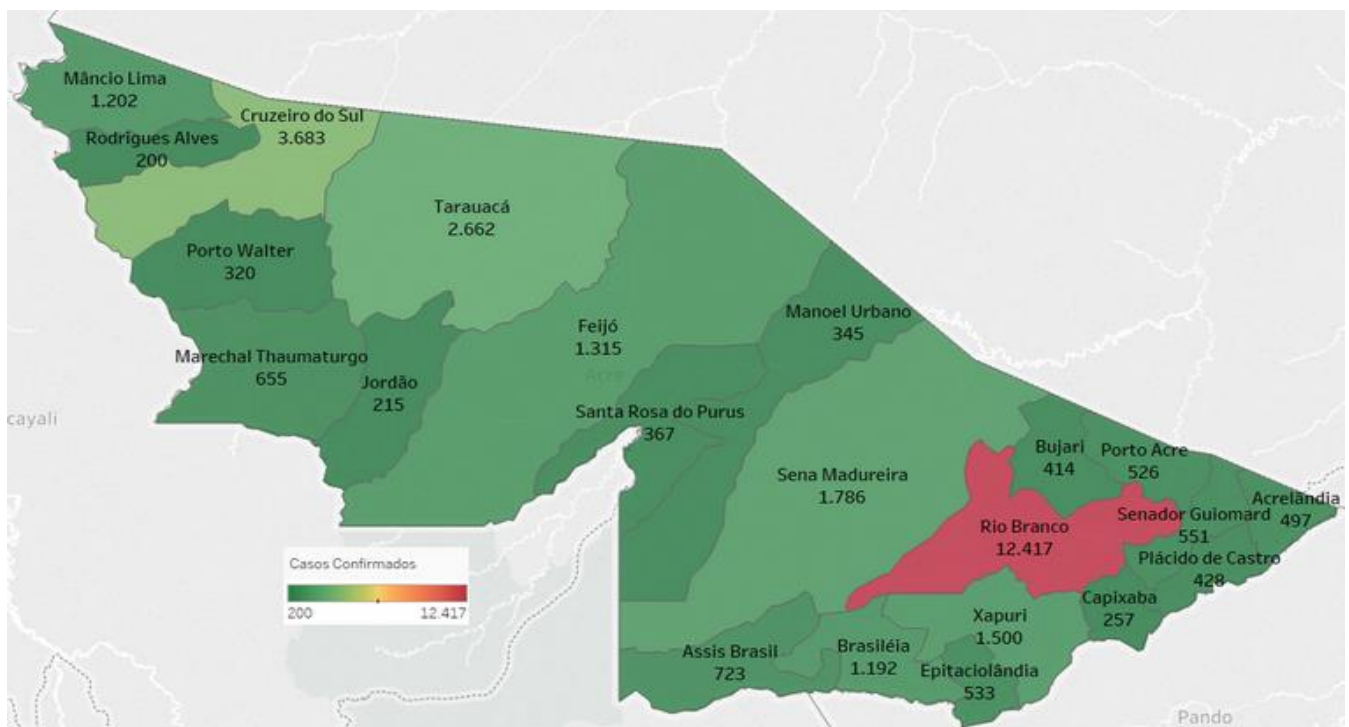 Mâncio Lima
1.202
Cruzeiro do Sul
3.683
Rodrigues Alves
200
Tarauacá
2.662
Porto Walter
320
Manoel Urbano
345
Feijó
1.315
Marechal Thaumaturgo
655
Jordão
215
Acre
cayali
Santa Rosa do Purus
367
Bujari
414
Porto Acre
526
Sena Madureira
1.786
Acrelândia
497
Senador Guiomard
551
Rio Branco
12.417
Plácido de Castro
428
Casos Confirmados
200 12.417
Capixaba
257
Xapuri
1.500
Assis Brasil
723
Brasiléia
1.192
Epitaciolândia
533
Pando